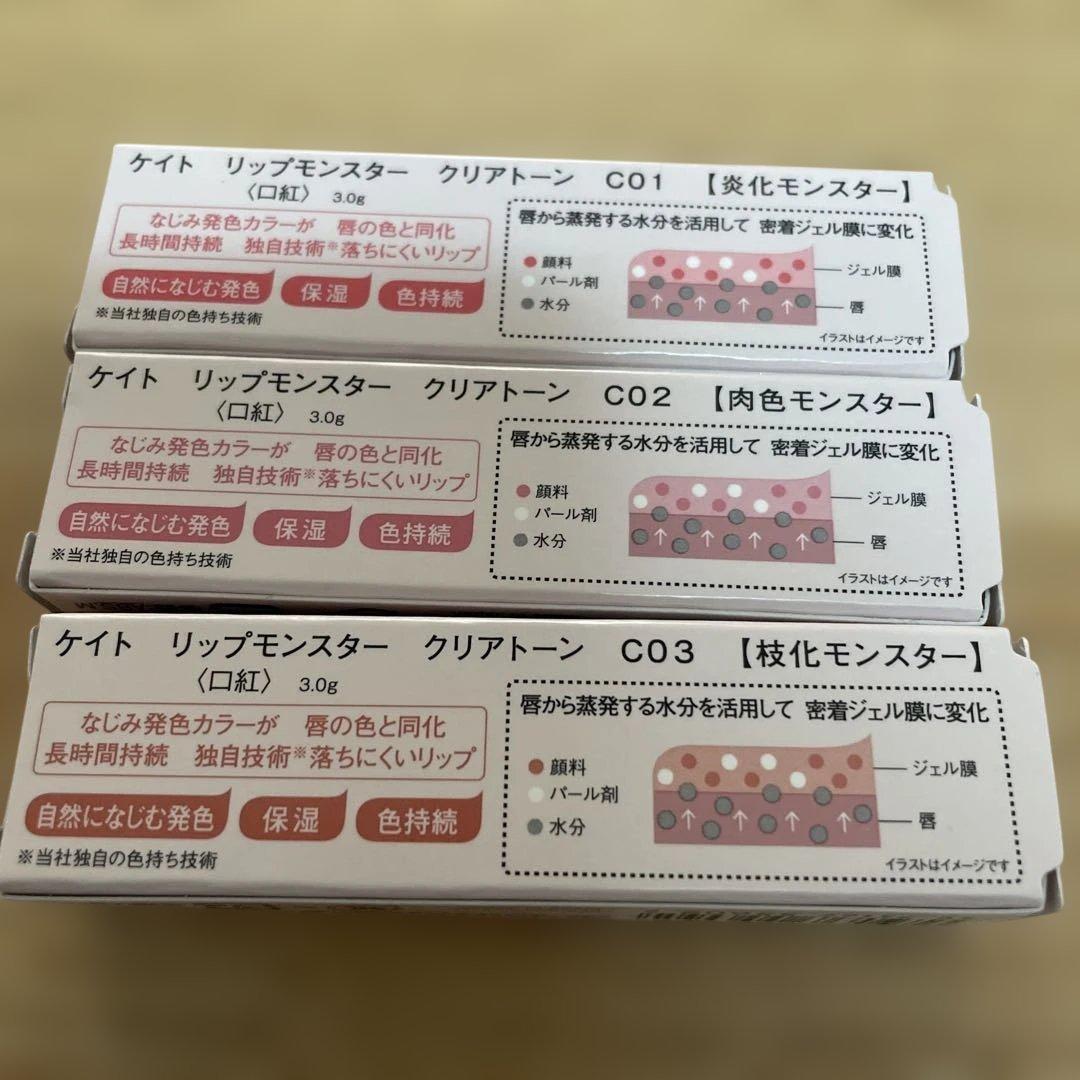 ケイト　リップモンスター　クリアトーン　C01　【炎化モンスター】
〈口紅〉 3.0g
なじみ発色カラーが　唇の色と同化
長時間持続　独自技術※落ちにくいリップ
自然になじむ発色　保湿　色持続
※当社独自の色持ち技術
唇から蒸発する水分を活用して 密着ジェル膜に変化
顔料
パール剤
水分
ジェル膜
唇
イラストはイメージです
ケイト　リップモンスター　クリアトーン　C02　【肉色モンスター】
〈口紅〉 3.0g
なじみ発色カラーが　唇の色と同化
長時間持続　独自技術※落ちにくいリップ
自然になじむ発色　保湿　色持続
※当社独自の色持ち技術
唇から蒸発する水分を活用して 密着ジェル膜に変化
顔料
パール剤
水分
ジェル膜
唇
イラストはイメージです
ケイト　リップモンスター　クリアトーン　C03　【枝化モンスター】
〈口紅〉 3.0g
なじみ発色カラーが　唇の色と同化
長時間持続　独自技術※落ちにくいリップ
自然になじむ発色　保湿　色持続
※当社独自の色持ち技術
唇から蒸発する水分を活用して 密着ジェル膜に変化
顔料
パール剤
水分
ジェル膜
唇
イラストはイメージです